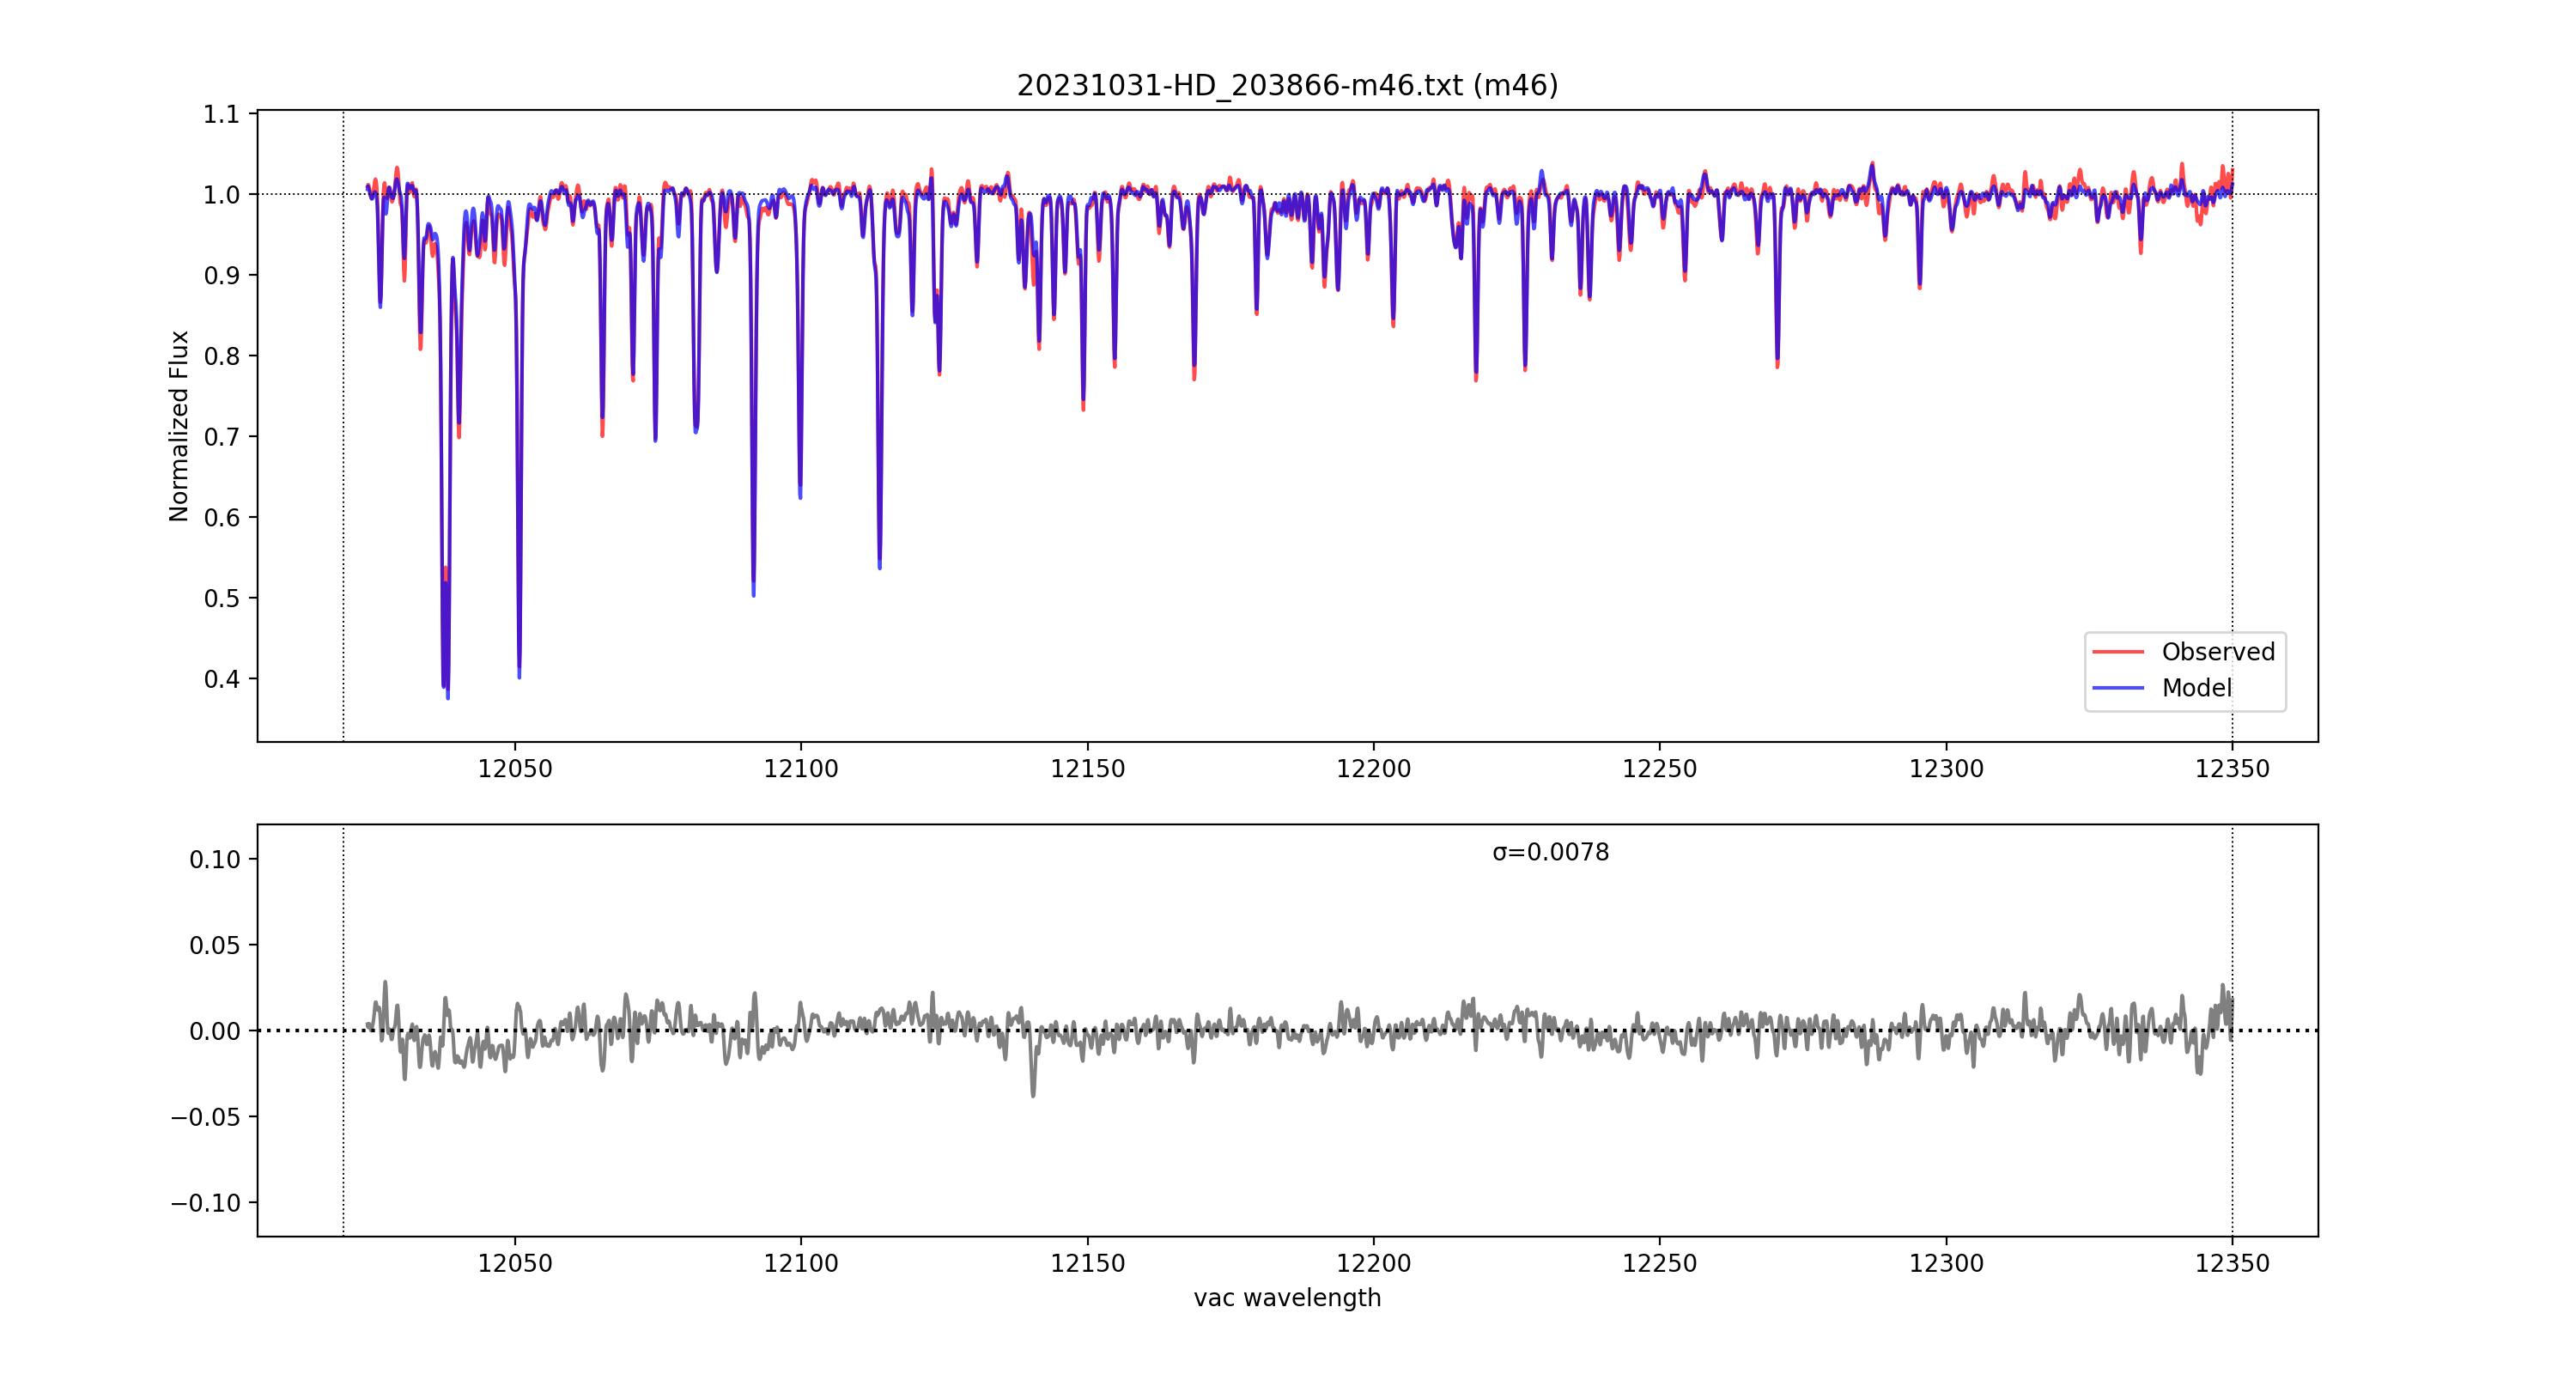 20231031-HD_203866-m46.txt (m46)
1.1
1.0
0.9
0.8
0.7
0.6
0.5
0.4
Normalized Flux
Observed
Model
12050 12100 12150 12200 12250 12300 12350
σ=0.0078
0.10
0.05
0.00
−0.05
−0.10
12050 12100 12150 12200 12250 12300 12350
vac wavelength